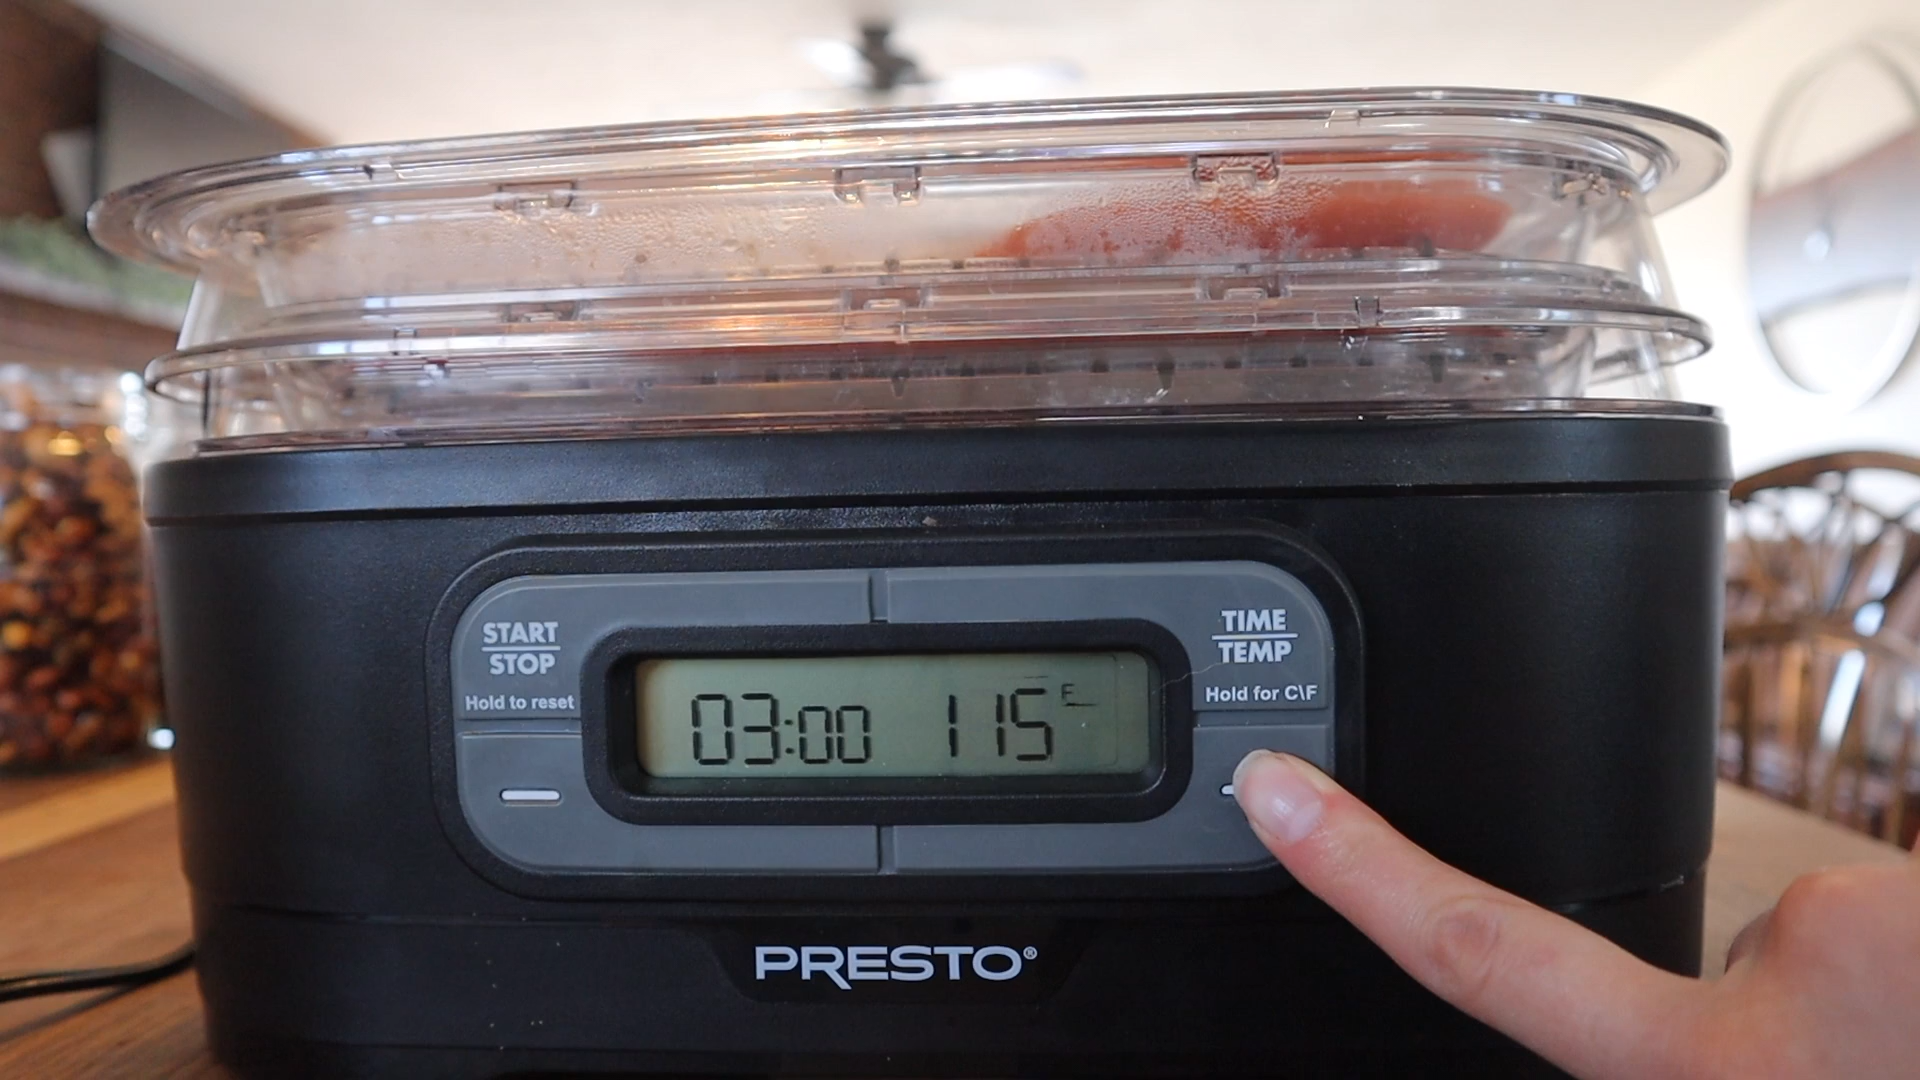 START
STOP
Hold to reset
TIME
TEMP
Hold for C\F
03:00 115 F
PRESTO®